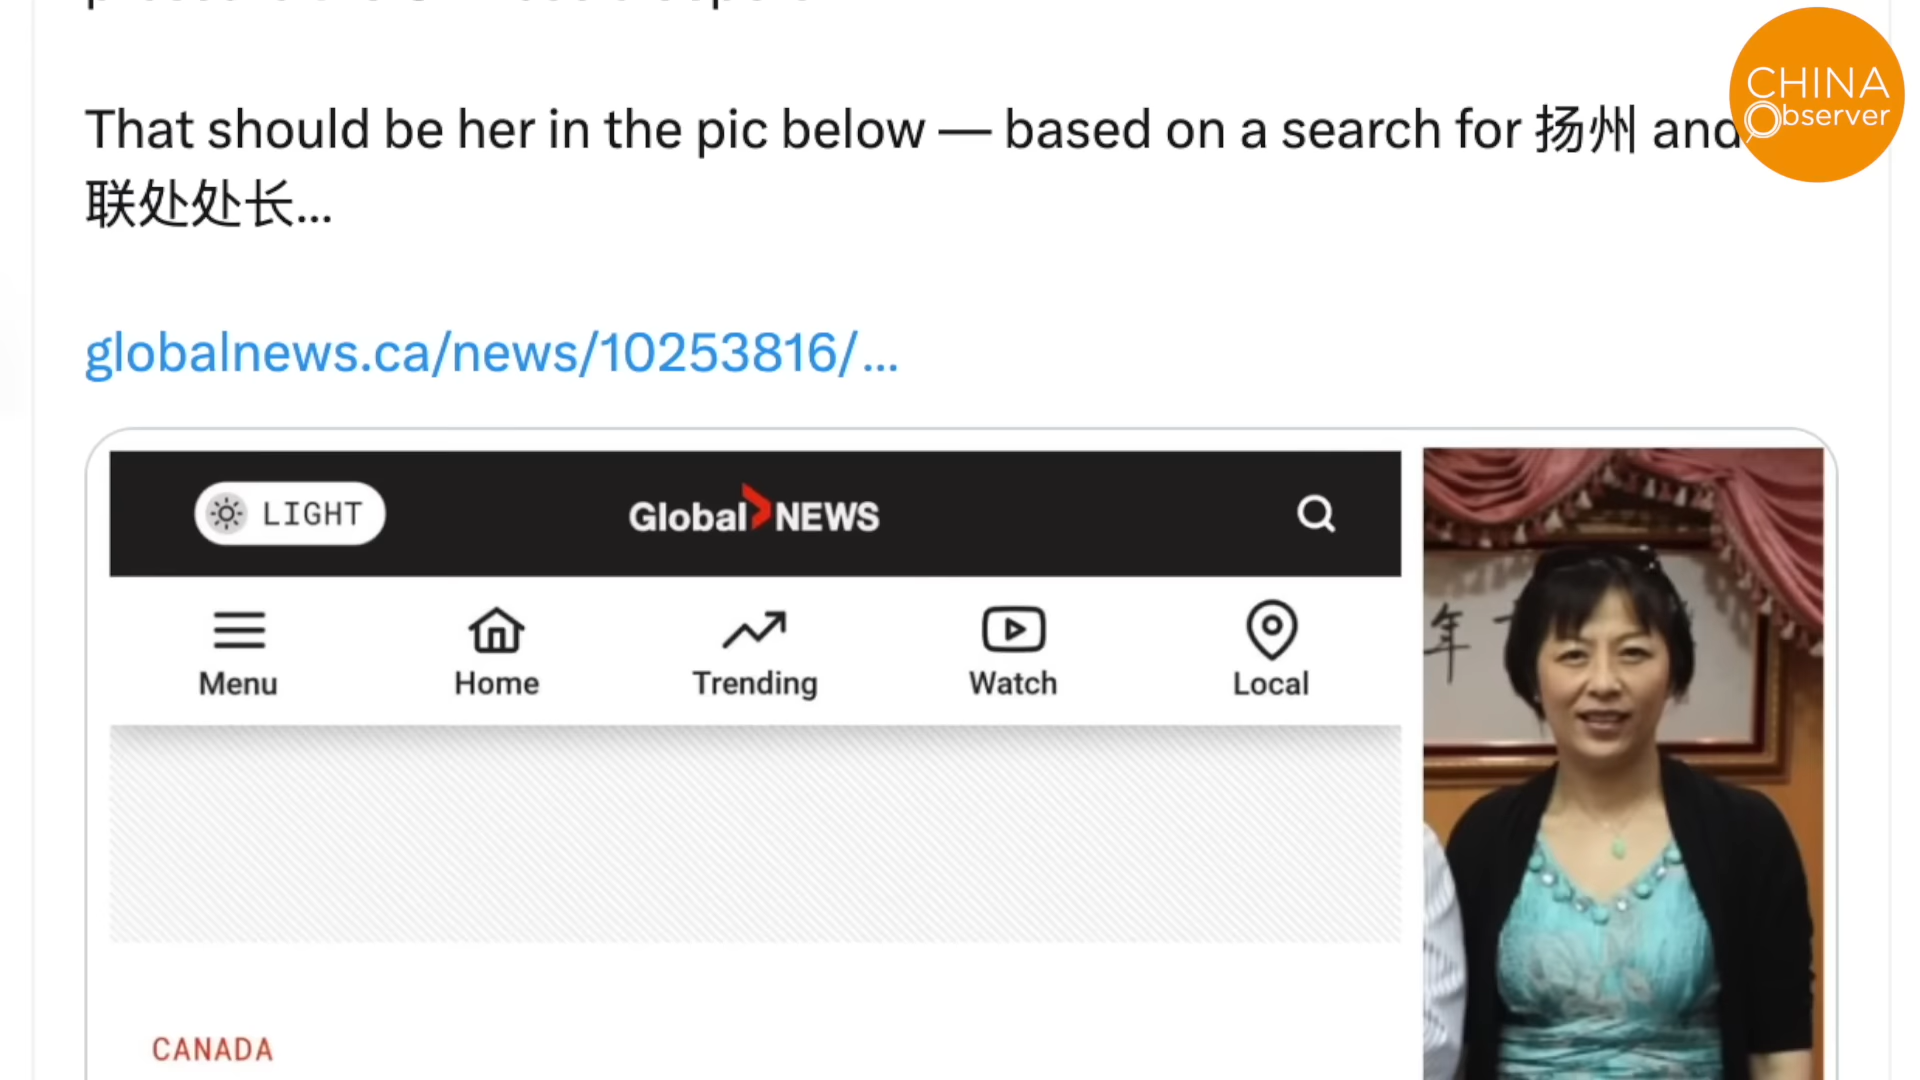 That should be her in the pic below — based on a search for 扬州 and
联处处长...
globalnews.ca/news/10253816/...
CHINA
Observer
LIGHT
Global NEWS
Menu
Home
Trending
Watch
Local
年
CANADA